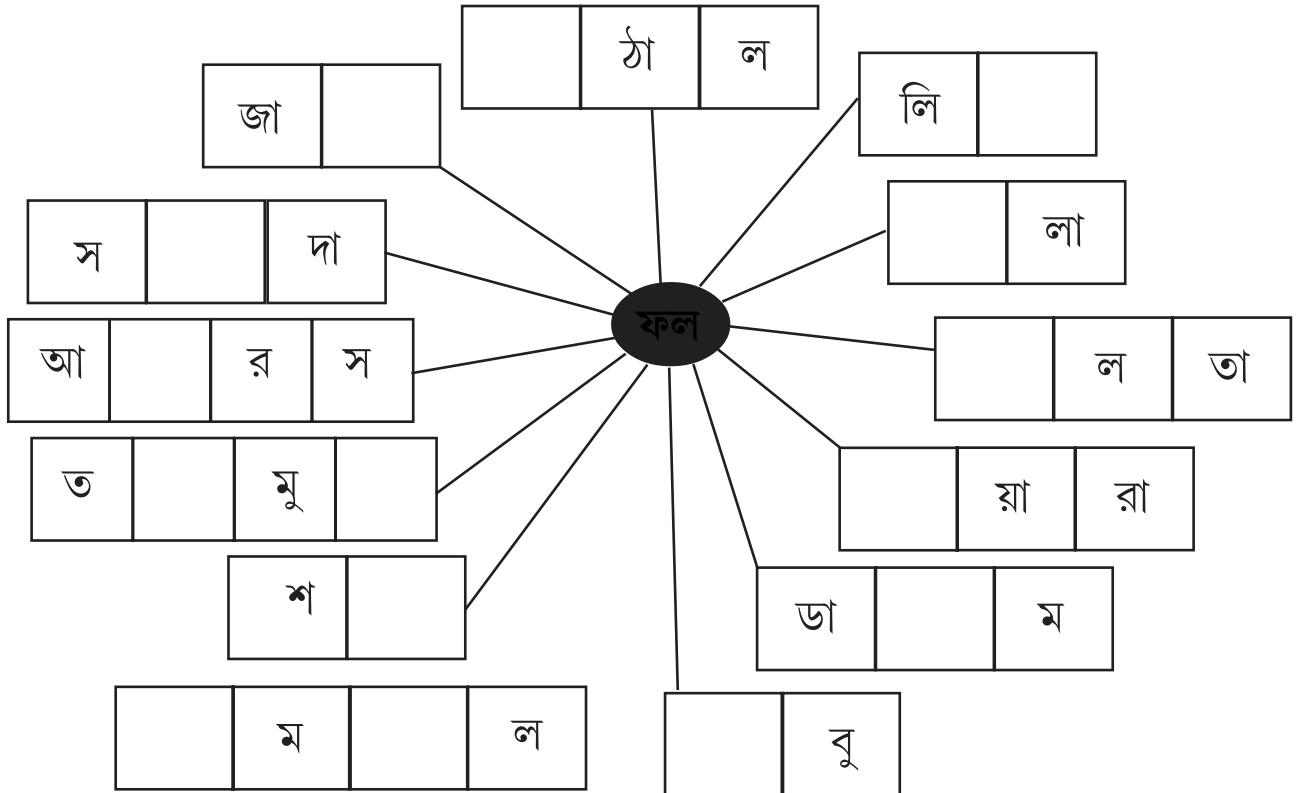 ঠা ল
জা
লি
লা
স দা
ফল
আ র স
ল তা
ত মু
য়া রা
শ
ডা ম
ম ল
বু